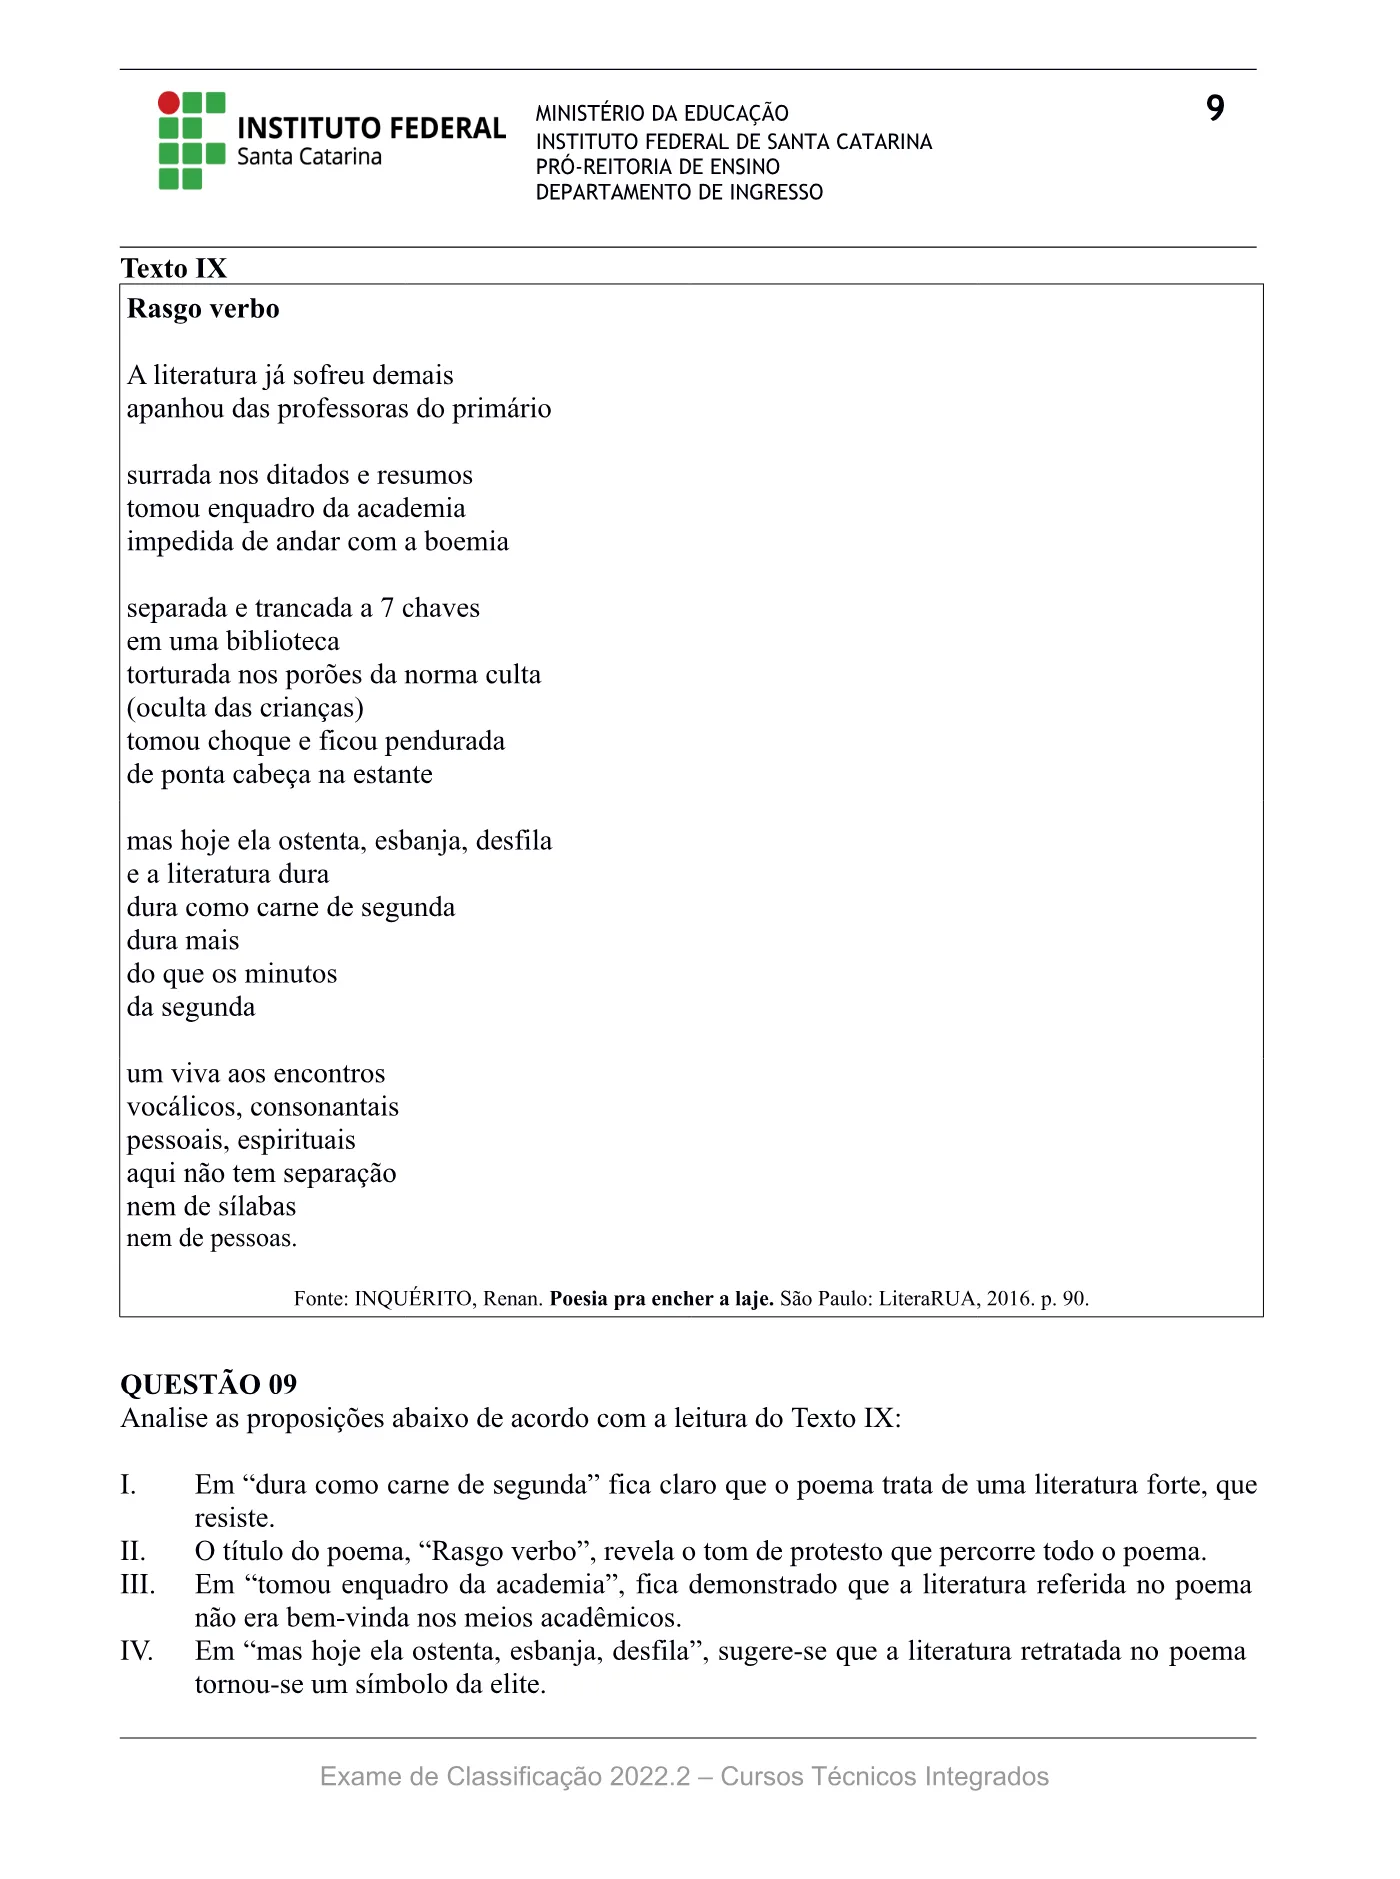 INSTITUTO FEDERAL
Santa Catarina
MINISTÉRIO DA EDUCAÇÃO
INSTITUTO FEDERAL DE SANTA CATARINA
PRÓ-REITORIA DE ENSINO
DEPARTAMENTO DE INGRESSO
9
Texto IX
Rasgo verbo
A literatura já sofreu demais
apanhou das professoras do primário
surrada nos ditados e resumos
tomou enquadro da academia
impedida de andar com a boemia
separada e trancada a 7 chaves
em uma biblioteca
torturada nos porões da norma culta
(oculta das crianças)
tomou choque e ficou pendurada
de ponta cabeça na estante
mas hoje ela ostenta, esbanja, desfila
e a literatura dura
dura como carne de segunda
dura mais
do que os minutos
da segunda
um viva aos encontros
vocálicos, consonantais
pessoais, espirituais
aqui não tem separação
nem de sílabas
nem de pessoas.
Fonte: INQUÉRITO, Renan. Poesia pra encher a laje. São Paulo: LiteraRUA, 2016. p. 90.
QUESTÃO 09
Analise as proposições abaixo de acordo com a leitura do Texto IX:
I. Em “dura como carne de segunda” fica claro que o poema trata de uma literatura forte, que
resiste.
II. O título do poema, “Rasgo verbo”, revela o tom de protesto que percorre todo o poema.
III. Em “tomou enquadro da academia”, fica demonstrado que a literatura referida no poema
não era bem-vinda nos meios acadêmicos.
IV. Em “mas hoje ela ostenta, esbanja, desfila”, sugere-se que a literatura retratada no poema
tornou-se um símbolo da elite.
Exame de Classificação 2022.2 – Cursos Técnicos Integrados